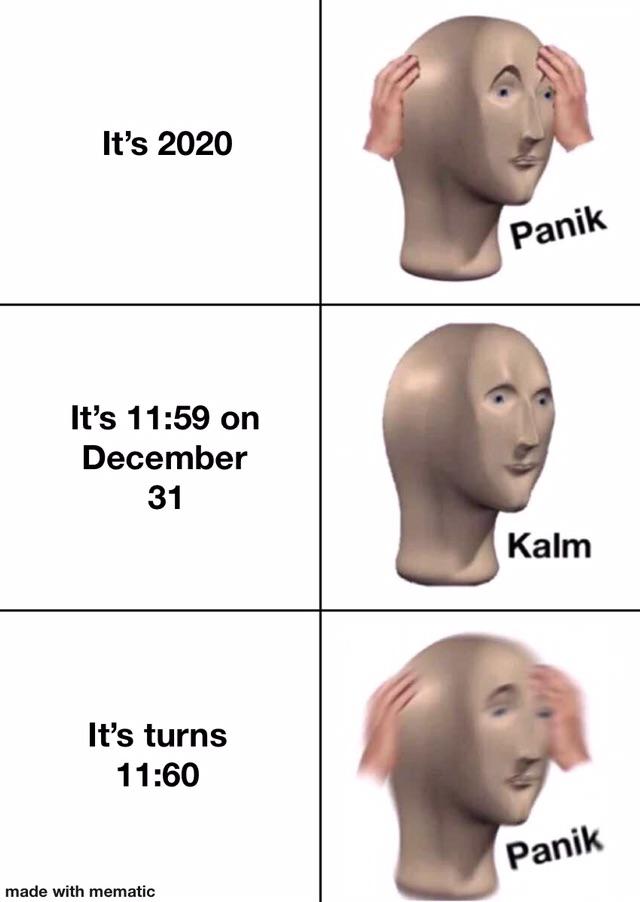 It’s 2020
Panik
It’s 11:59 on
December
31
Kalm
It’s turns
11:60
Panik
made with mematic